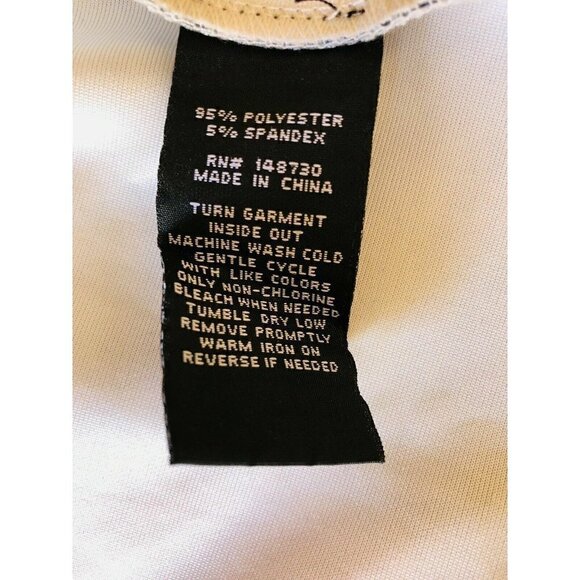 95% POLYESTER
5% SPANDEX
RN# 148730
MADE IN CHINA
TURN GARMENT
INSIDE OUT
MACHINE WASH COLD
GENTLE CYCLE
WITH LIKE COLORS
ONLY NON-CHLORINE
BLEACH WHEN NEEDED
TUMBLE DRY LOW
REMOVE PROMPTLY
WARM IRON ON
REVERSE IF NEEDED